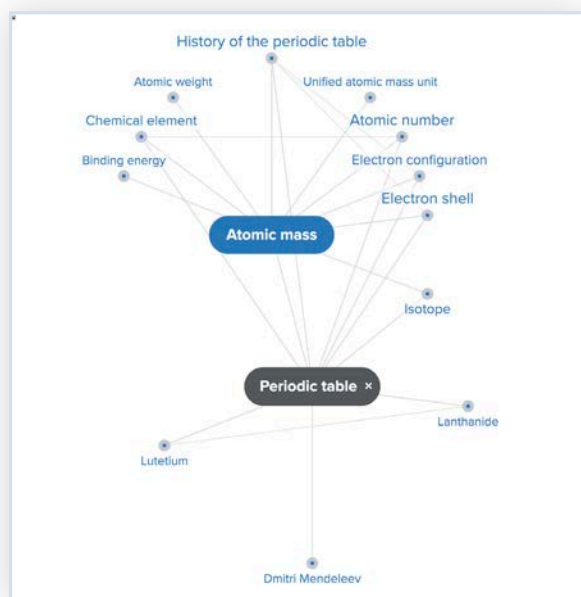 History of the periodic table
Atomic weight
Unified atomic mass unit
Chemical element
Atomic number
Binding energy
Electron configuration
Electron shell
Atomic mass
Isotope
Periodic table ×
Lanthanide
Lutetium
Dmitri Mendeleev